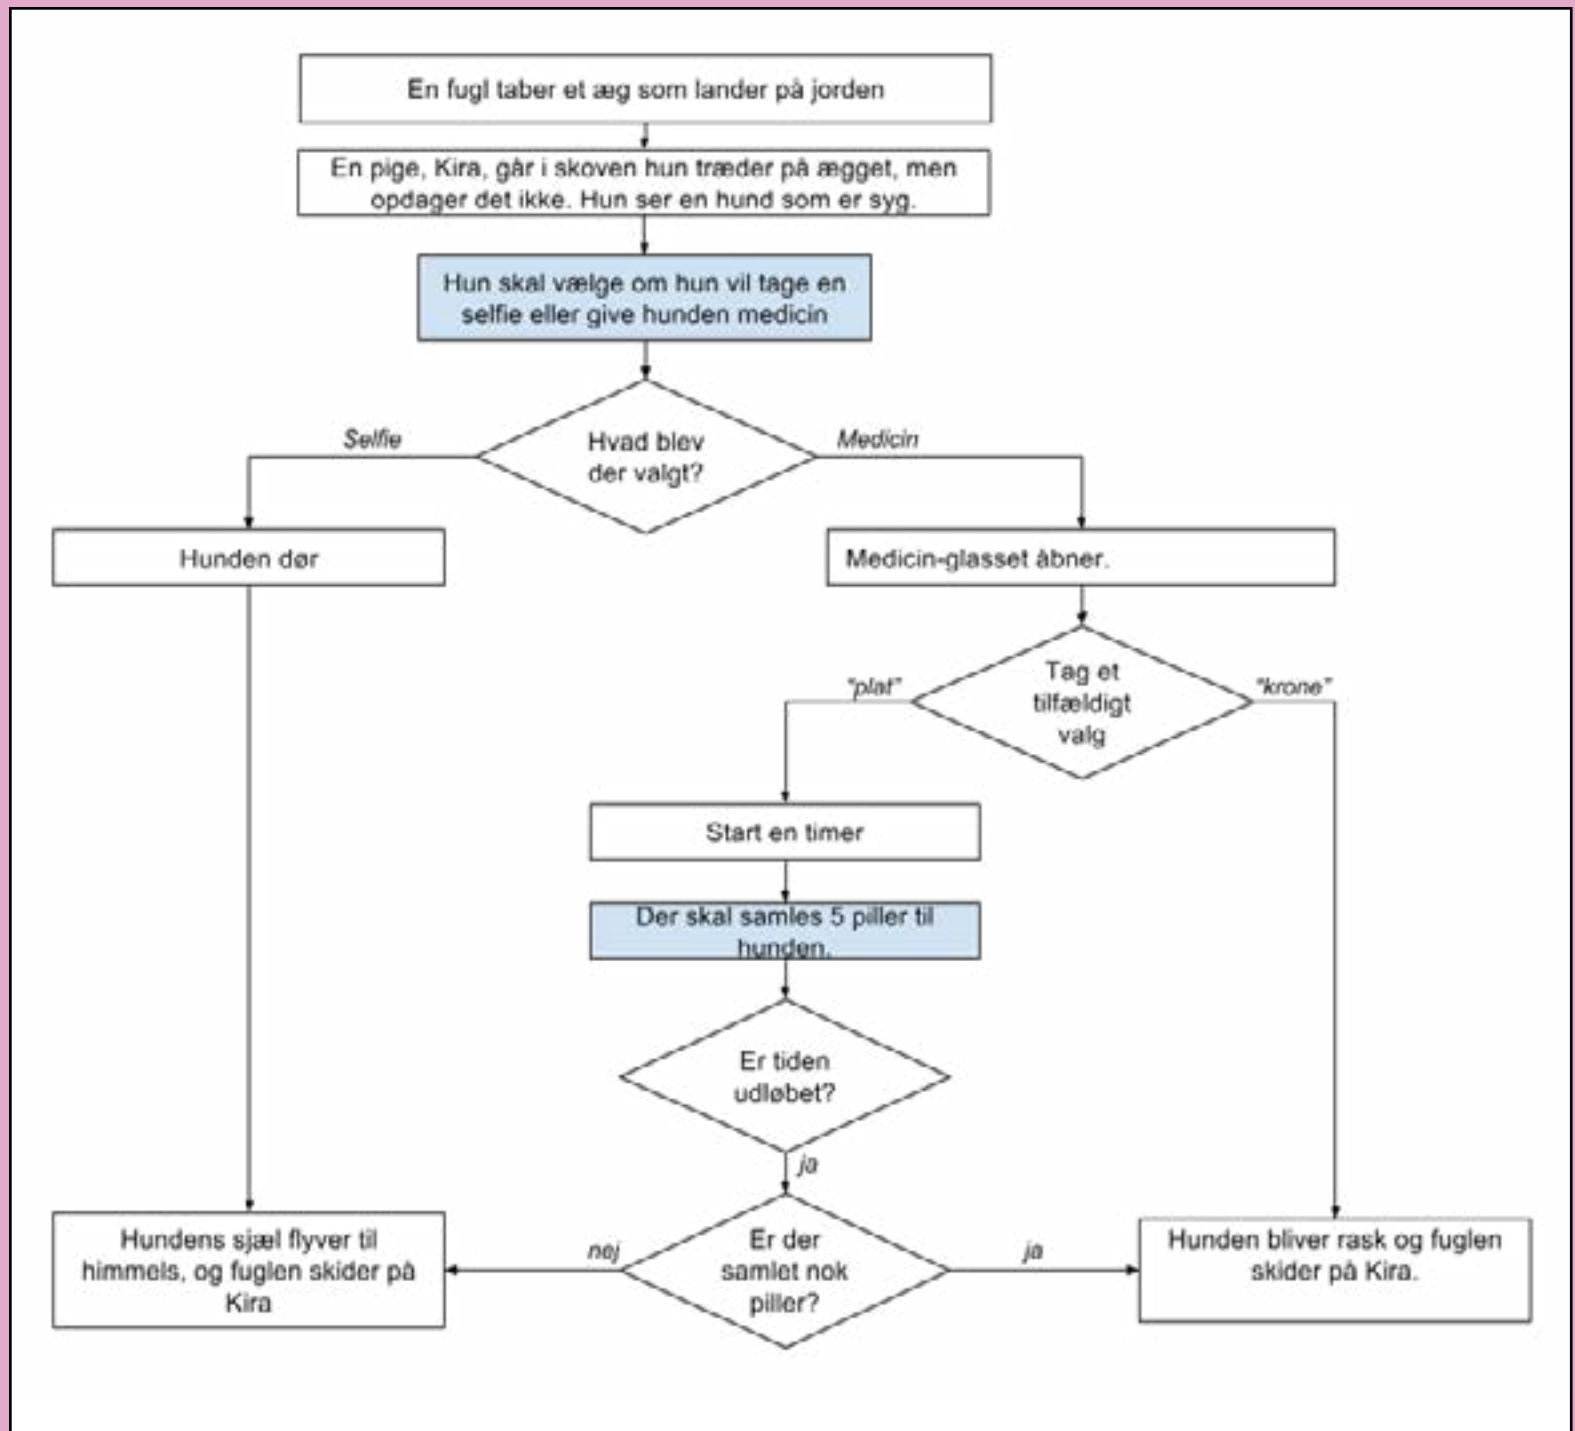 En fugl taber et æg som lander på jorden
En pige, Kira, går i skoven hun træder på ægget, men
opdager det ikke. Hun ser en hund som er syg.
Hun skal vælge om hun vil tage en
selfie eller give hunden medicin
Hvad blev
der valgt?
Selfie
Medicin
Hunden dør
Medicin-glasset åbner.
Tag et
tilfældigt
valg
"plat"
"krone"
Start en timer
Der skal samles 5 piller til
hunden.
Er tiden
udløbet?
ja
Er der
samlet nok
piller?
nej
ja
Hundens sjæl flyver til
himmels, og fuglen skider på
Kira
Hunden bliver rask og fuglen
skider på Kira.